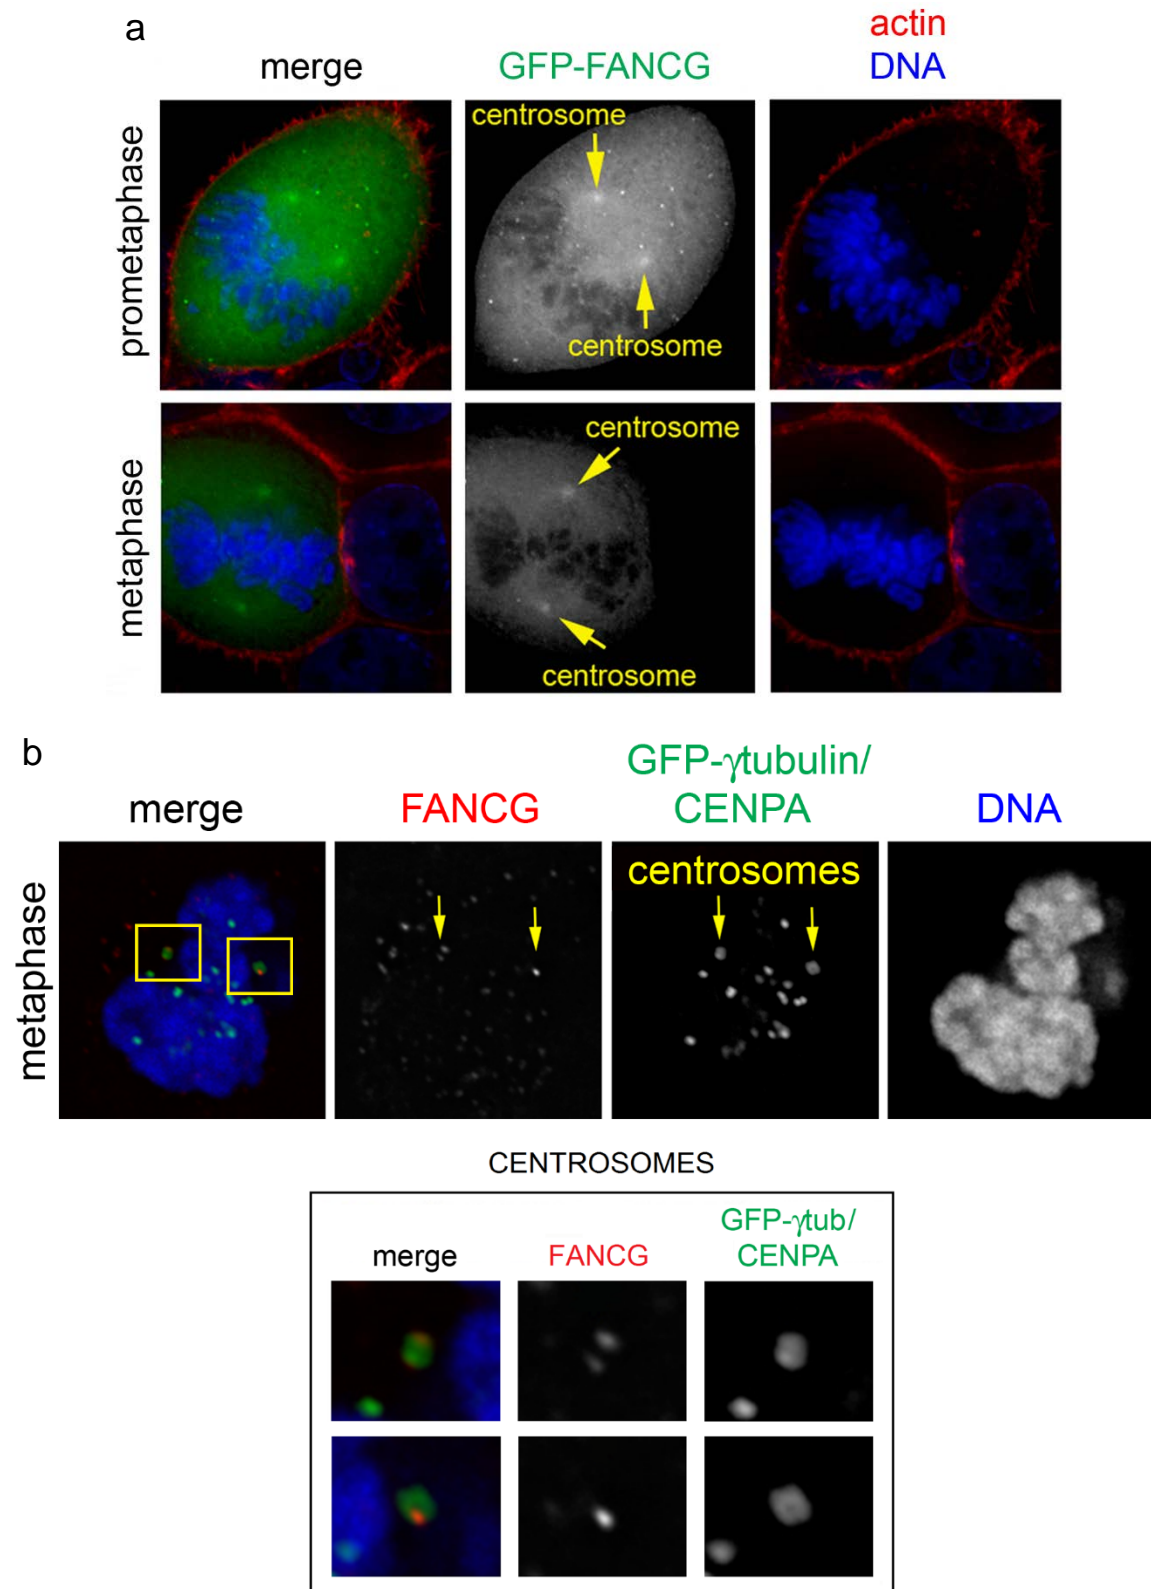 a
actin
merge
GFP-FANCG
DNA
prometaphase
centrosome
centrosome
metaphase
centrosome
centrosome
b
GFP-γtubulin/
merge
FANCG
CENPA
DNA
metaphase
centrosomes
CENTROSOMES
GFP-γtub/
merge
FANCG
CENPA